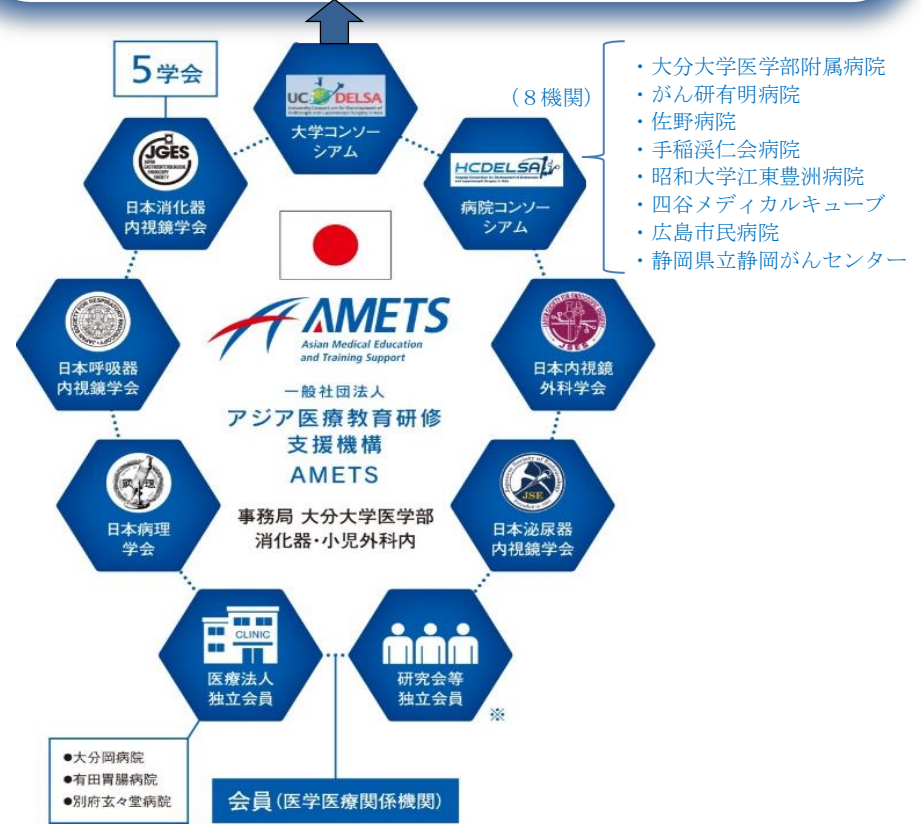 5学会
UC DELSA
University Consortium for Development of
Endoscopic and Laparoscopic Surgery in Asia
大学コンソー
シアム
(8機関)
・大分大学医学部附属病院
・がん研有明病院
・佐野病院
・手稲渓仁会病院
・昭和大学江東豊洲病院
・四谷メディカルキューブ
・広島市民病院
・静岡県立静岡がんセンター
HCDELSA
病院コンソー
シアム
JGES
日本消化器
内視鏡学会
AMETS
Asian Medical Education
and Training Support
一般社団法人
アジア医療教育研修
支援機構
AMETS
事務局 大分大学医学部
消化器・小児外科内
日本呼吸器
内視鏡学会
JSES
日本内視鏡
外科学会
日本病理
学会
JSE
日本泌尿器
内視鏡学会
CLINIC
医療法人
独立会員
研究会等
独立会員
※
●大分岡病院
●有田胃腸病院
●別府玄々堂病院
会員(医学医療関係機関)